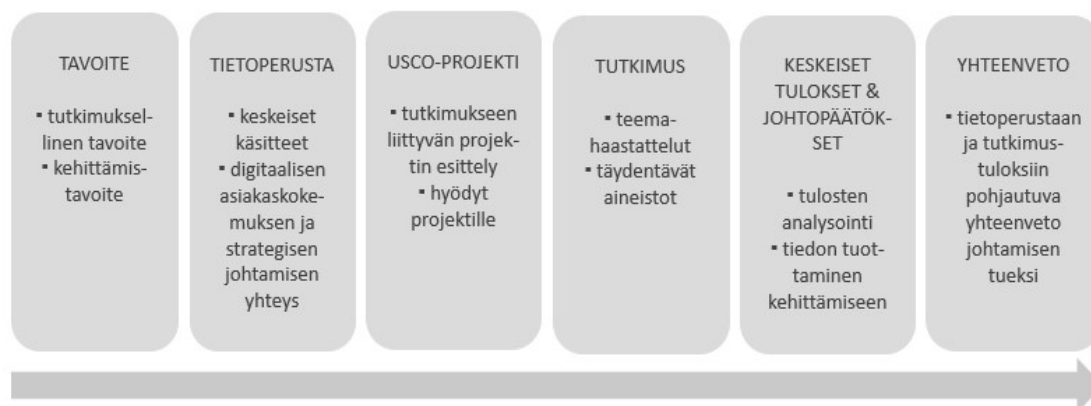 TAVOITE
▪ tutkimuksel-
linen tavoite
▪ kehittämis-
tavoite
TIETOPERUSTA
▪ keskeiset
käsitteet
▪ digitaalisen
asiakaskoke-
muksen ja
strategisen
johtamisen
yhteys
USCO-PROJEKTI
▪ tutkimukseen
liittyvän projek-
tin esittely
▪ hyödyt
projektille
TUTKIMUS
▪ teema-
haastattelut
▪ täydentävät
aineistot
KESKEISET
TULOKSET &
JOHTOPÄÄTÖK-
SET
▪ tulosten
analysointi
▪ tiedon tuot-
taminen
kehittämiseen
YHTEENVETO
▪ tietoperustaan
ja tutkimus-
tuloksiin
pohjautuva
yhteenveto
johtamisen
tueksi